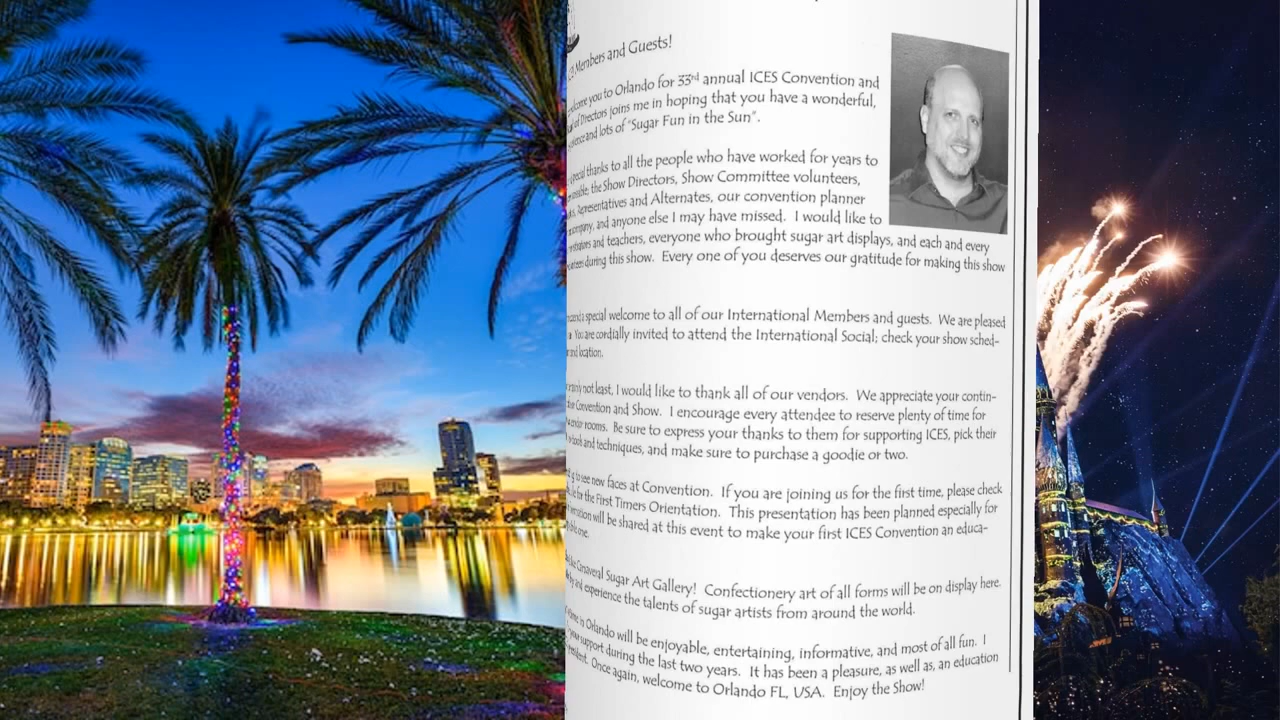 Members and Guests!
you to Orlando for 33rd annual ICES Convention and
of Directors joins me in hoping that you have a wonderful,
and lots of "Sugar Fun in the Sun".
thanks to all the people who have worked for years to
the Show Directors, Show Committee volunteers,
Representatives and Alternates, our convention planner
and anyone else I may have missed. I would like to
and teachers, everyone who brought sugar art displays, and each and every
during this show. Every one of you deserves our gratitude for making this show
a special welcome to all of our International Members and guests. We are pleased
You are cordially invited to attend the International Social; check your show sched-
and location.
not least, I would like to thank all of our vendors. We appreciate your contin-
Convention and Show. I encourage every attendee to reserve plenty of time for
rooms. Be sure to express your thanks to them for supporting ICES, pick their
and techniques, and make sure to purchase a goodie or two.
to see new faces at Convention. If you are joining us for the first time, please check
for the First Timers Orientation. This presentation has been planned especially for
will be shared at this event to make your first ICES Convention an educa-
one.
Canaveral Sugar Art Gallery! Confectionery art of all forms will be on display here.
and experience the talents of sugar artists from around the world.
in Orlando will be enjoyable, entertaining, informative, and most of all fun. I
your support during the last two years. It has been a pleasure, as well as, an education
Once again, welcome to Orlando FL, USA. Enjoy the Show!